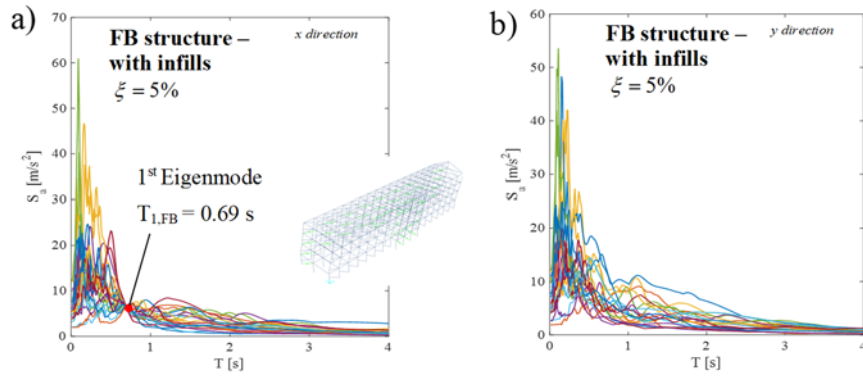 a)
FB structure –
with infills
ξ = 5%
x direction
1st Eigenmode
T1,FB = 0.69 s
Sa [m/s²]
70
60
50
40
30
20
10
0
0 1 2 3 4
T [s]
b)
FB structure –
with infills
ξ = 5%
y direction
Sa [m/s²]
60
50
40
30
20
10
0
0 1 2 3 4
T [s]